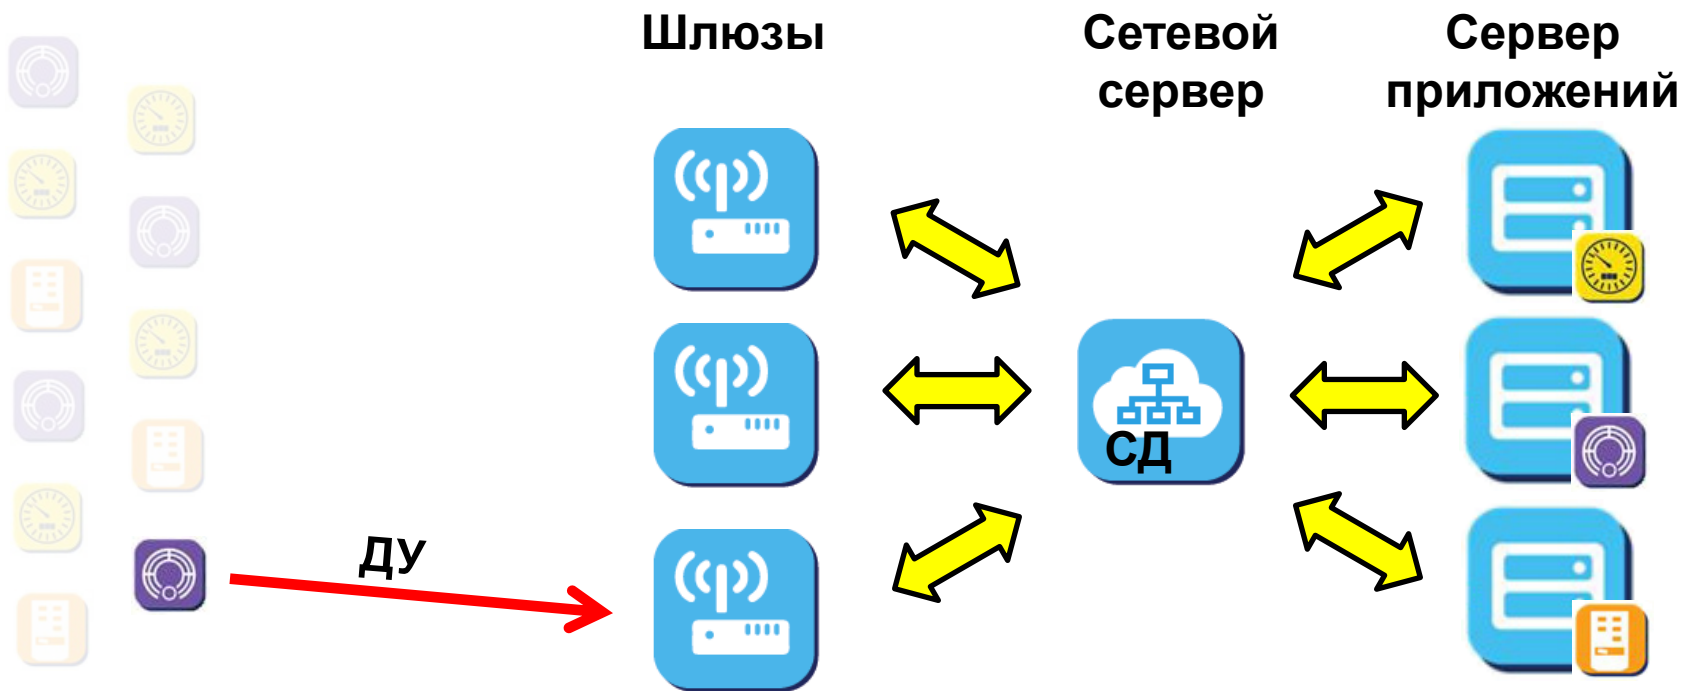 Шлюзы
Сетевой
сервер
Сервер
приложений
СД
ДУ